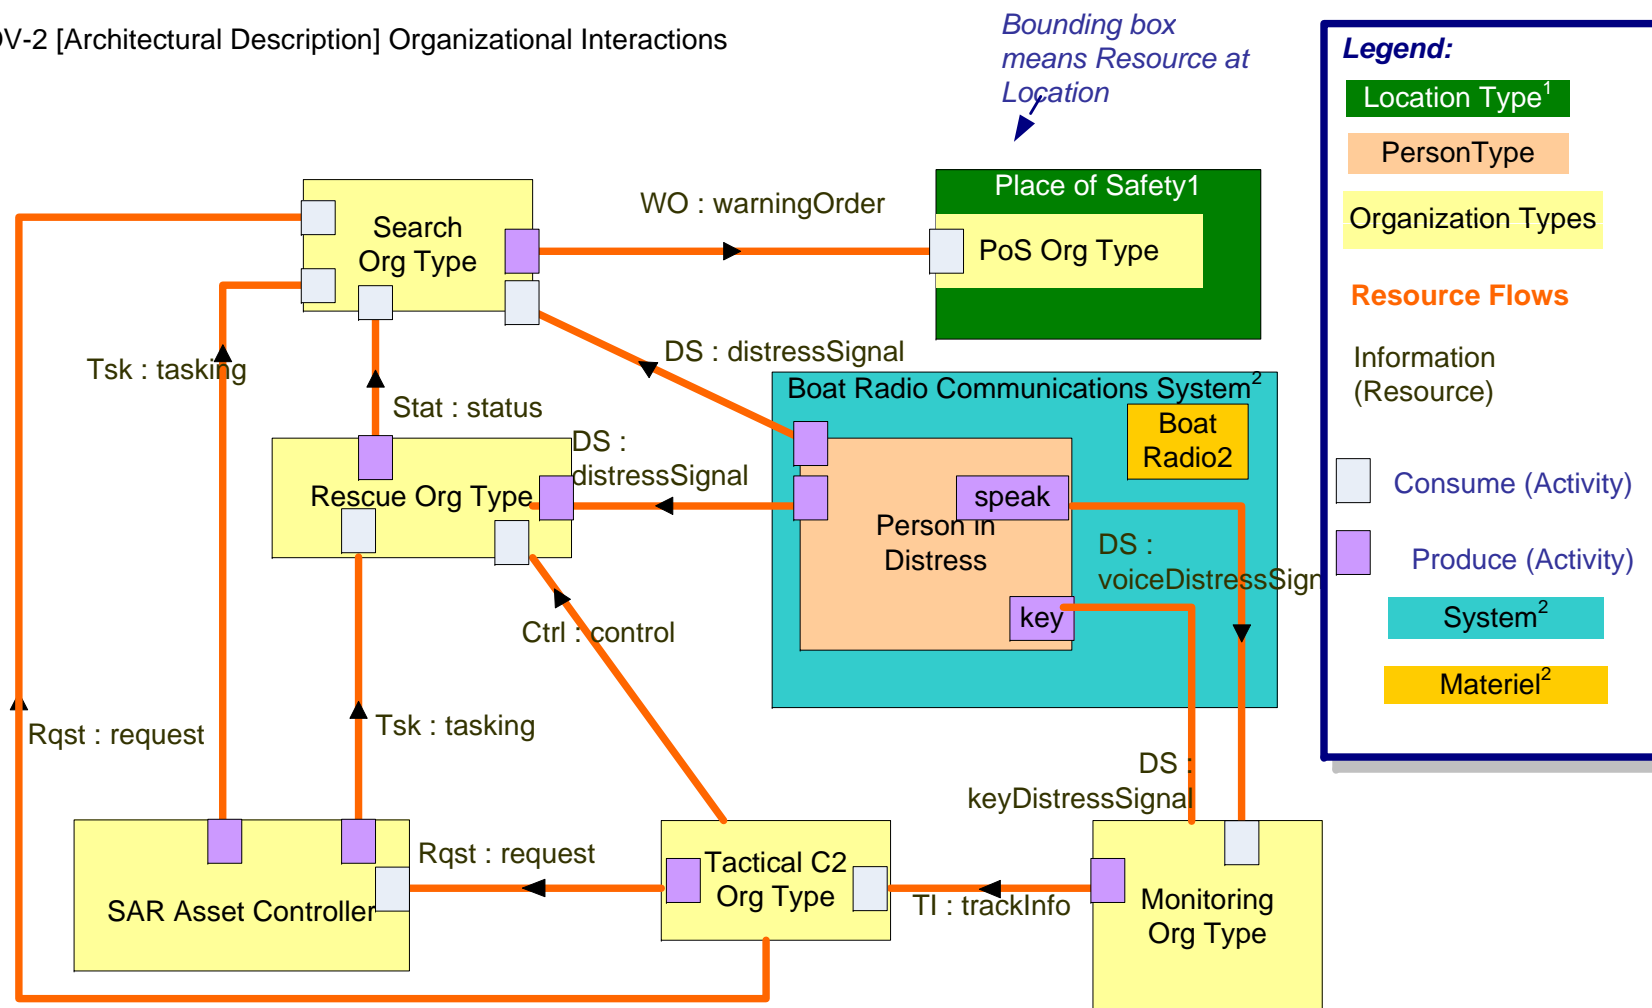 OV-2 [Architectural Description] Organizational Interactions
Bounding box
means Resource at
Location
Legend:
Location Type1
PersonType
Organization Types
Resource Flows
Information
(Resource)
Consume (Activity)
Produce (Activity)
System2
Materiel2
Place of Safety1
PoS Org Type
WO : warningOrder
Search
Org Type
DS : distressSignal
Tsk : tasking
Stat : status
Boat Radio Communications System2
Boat
Radio2
DS :
distressSignal
Rescue Org Type
speak
Person in
Distress
key
DS :
voiceDistressSign
Ctrl : control
Rqst : request
Tsk : tasking
DS :
keyDistressSignal
Rqst : request
Tactical C2
Org Type
SAR Asset Controller
TI : trackInfo
Monitoring
Org Type